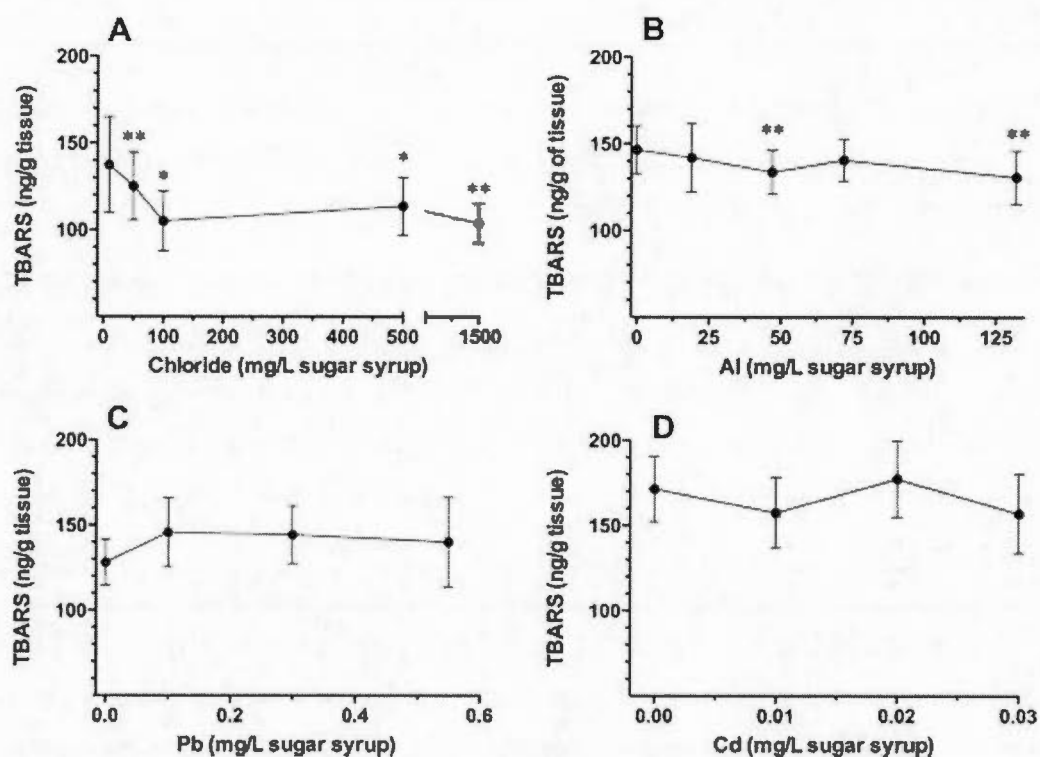 A
TBARS (ng/g tissue)
200
150
100
**
*
*
**
0 100 200 300 400 500 1500
Chloride (mg/L sugar syrup)
B
TBARS (ng/g of tissue)
200
150
100
**
**
0 25 50 75 100 125
Al (mg/L sugar syrup)
C
TBARS (ng/g tissue)
200
150
100
0.0 0.2 0.4 0.6
Pb (mg/L sugar syrup)
D
TBARS (ng/g tissue)
200
150
100
0.00 0.01 0.02 0.03
Cd (mg/L sugar syrup)